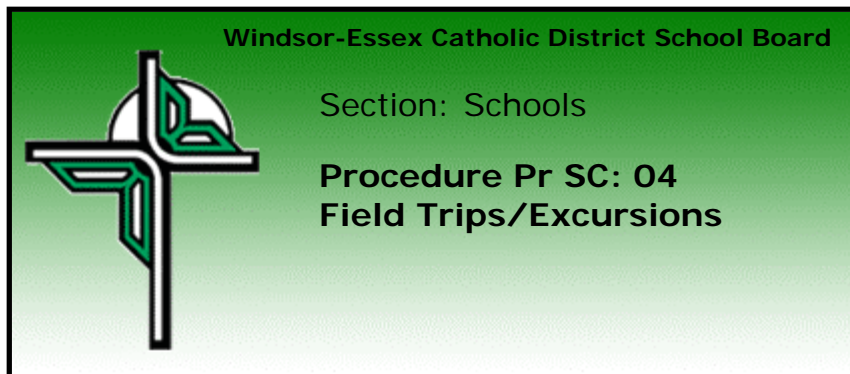 Windsor-Essex Catholic District School Board
Section: Schools
Procedure Pr SC: 04
Field Trips/Excursions